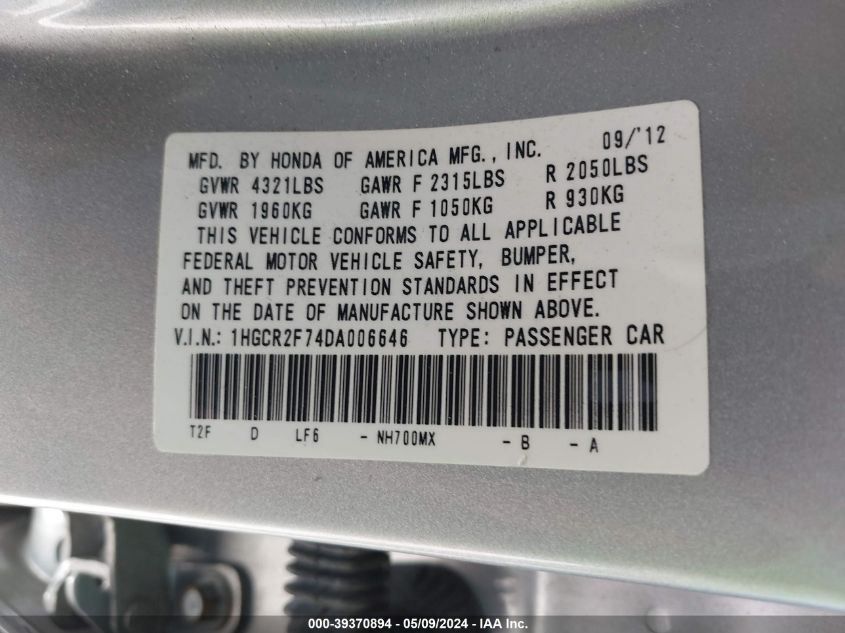 MFD. BY HONDA OF AMERICA MFG., INC. 09/'12
GVWR 4321LBS GAWR F 2315LBS R 2050LBS
GVWR 1960KG GAWR F 1050KG R 930KG
THIS VEHICLE CONFORMS TO ALL APPLICABLE
FEDERAL MOTOR VEHICLE SAFETY, BUMPER,
AND THEFT PREVENTION STANDARDS IN EFFECT
ON THE DATE OF MANUFACTURE SHOWN ABOVE.
V.I.N.: 1HGCR2F74DA006646 TYPE: PASSENGER CAR
T2F D LF6 - NH700MX - B - A
000-39370894 - 05/09/2024 - IAA Inc.